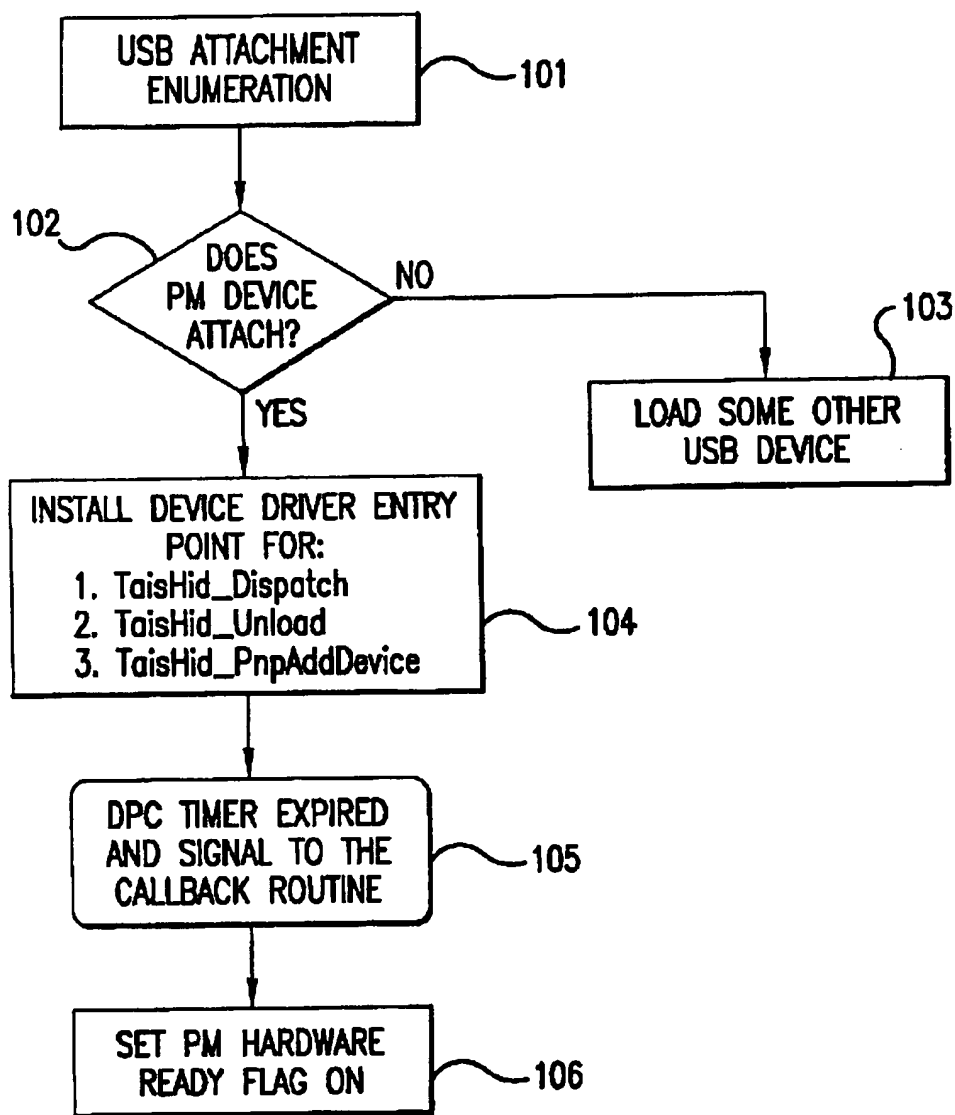 USB ATTACHMENT
ENUMERATION
101
102
DOES
PM DEVICE
ATTACH?
NO
103
YES
LOAD SOME OTHER
USB DEVICE
INSTALL DEVICE DRIVER ENTRY
POINT FOR:
1. TaisHid_Dispatch
2. TaisHid_Unload
3. TaisHid_PnpAddDevice
104
DPC TIMER EXPIRED
AND SIGNAL TO THE
CALLBACK ROUTINE
105
SET PM HARDWARE
READY FLAG ON
106